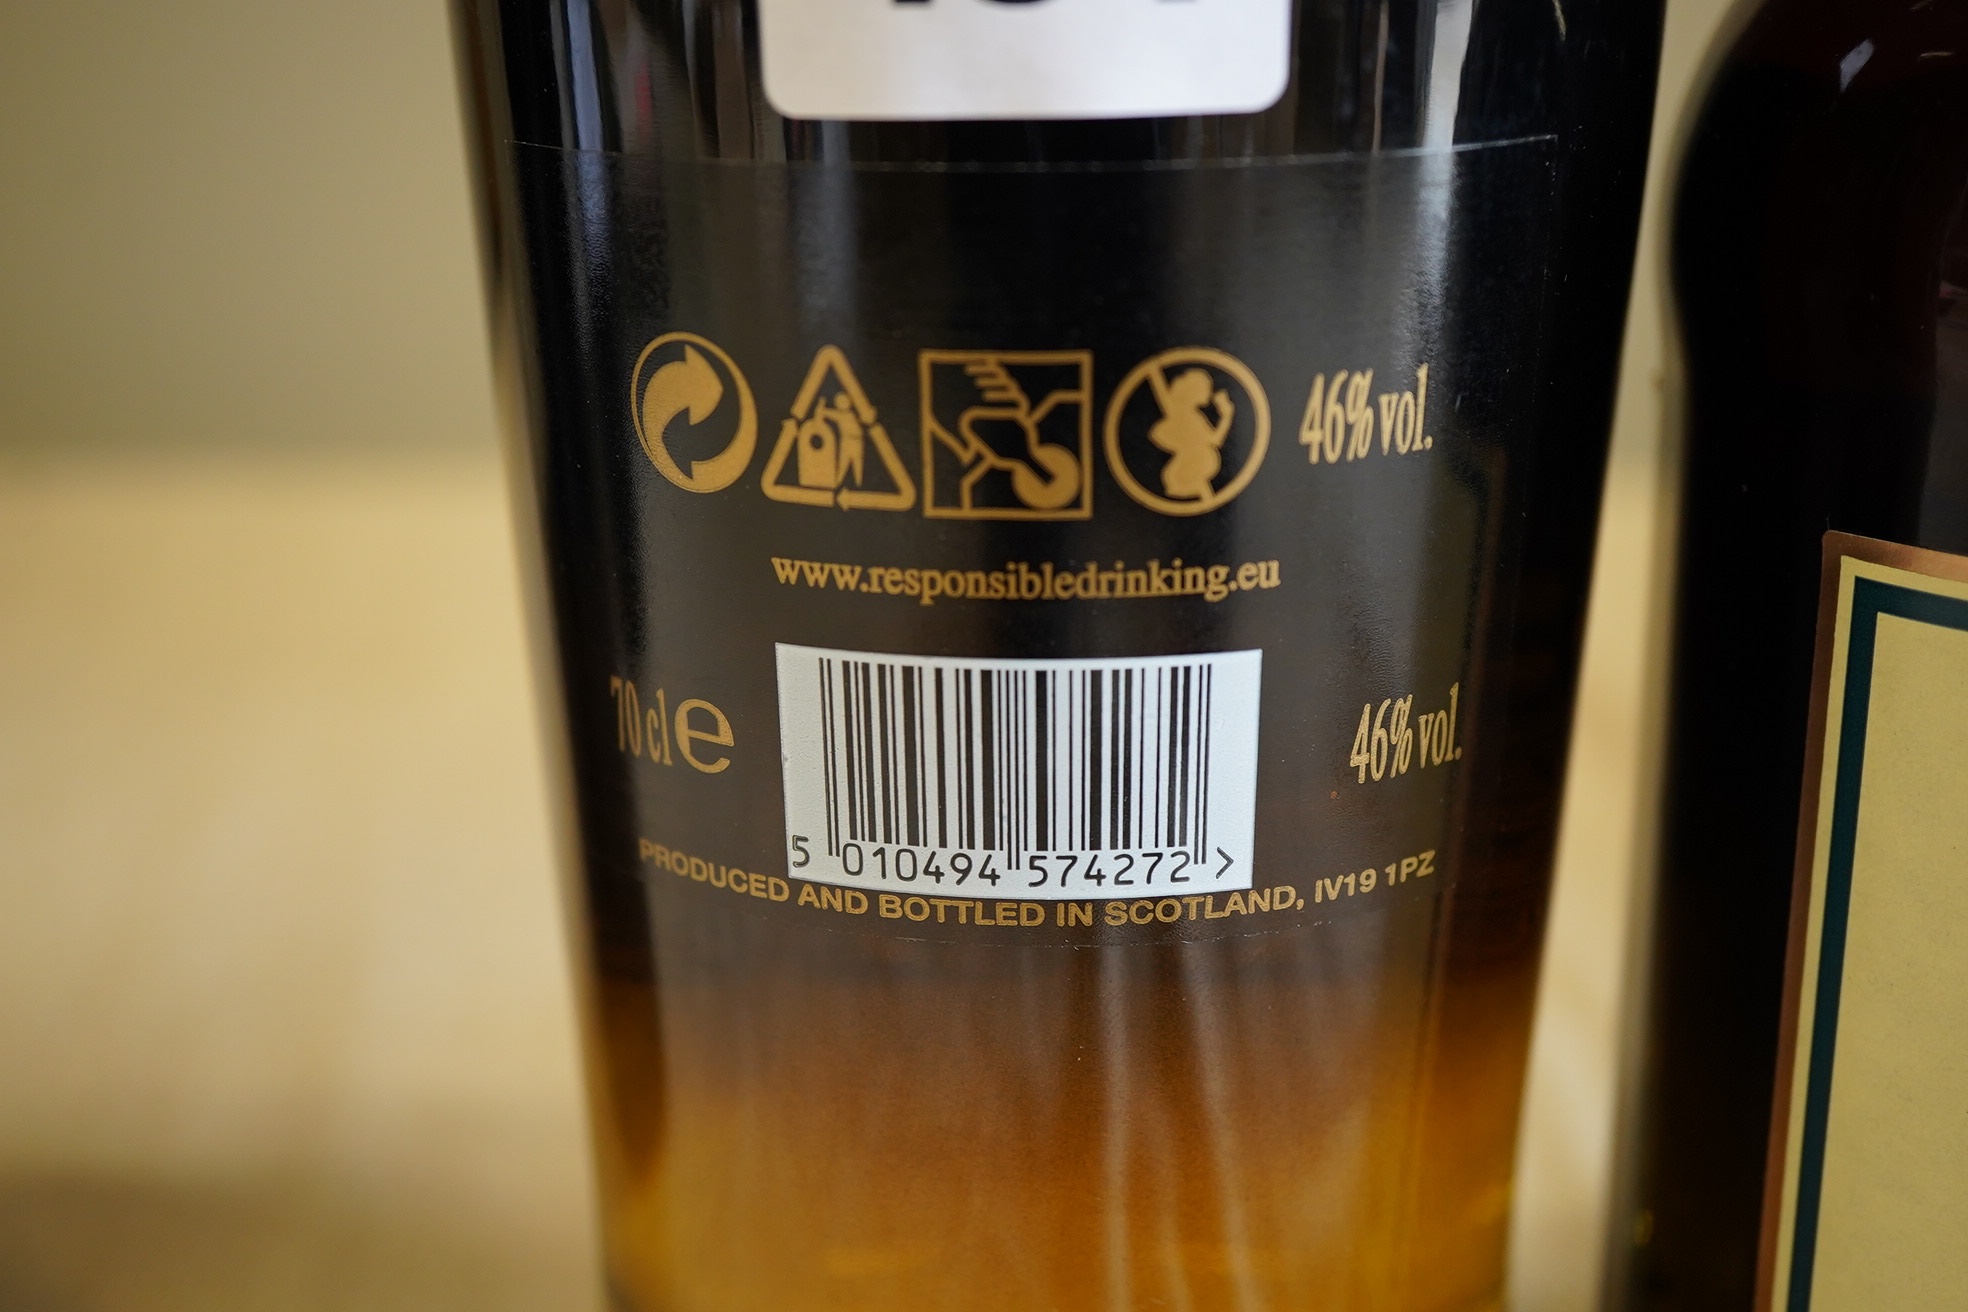 46% vol.
www.responsibledrinking.eu
70 cl e
46% vol.
5 010494 574272 >
PRODUCED AND BOTTLED IN SCOTLAND, IV19 1PZ